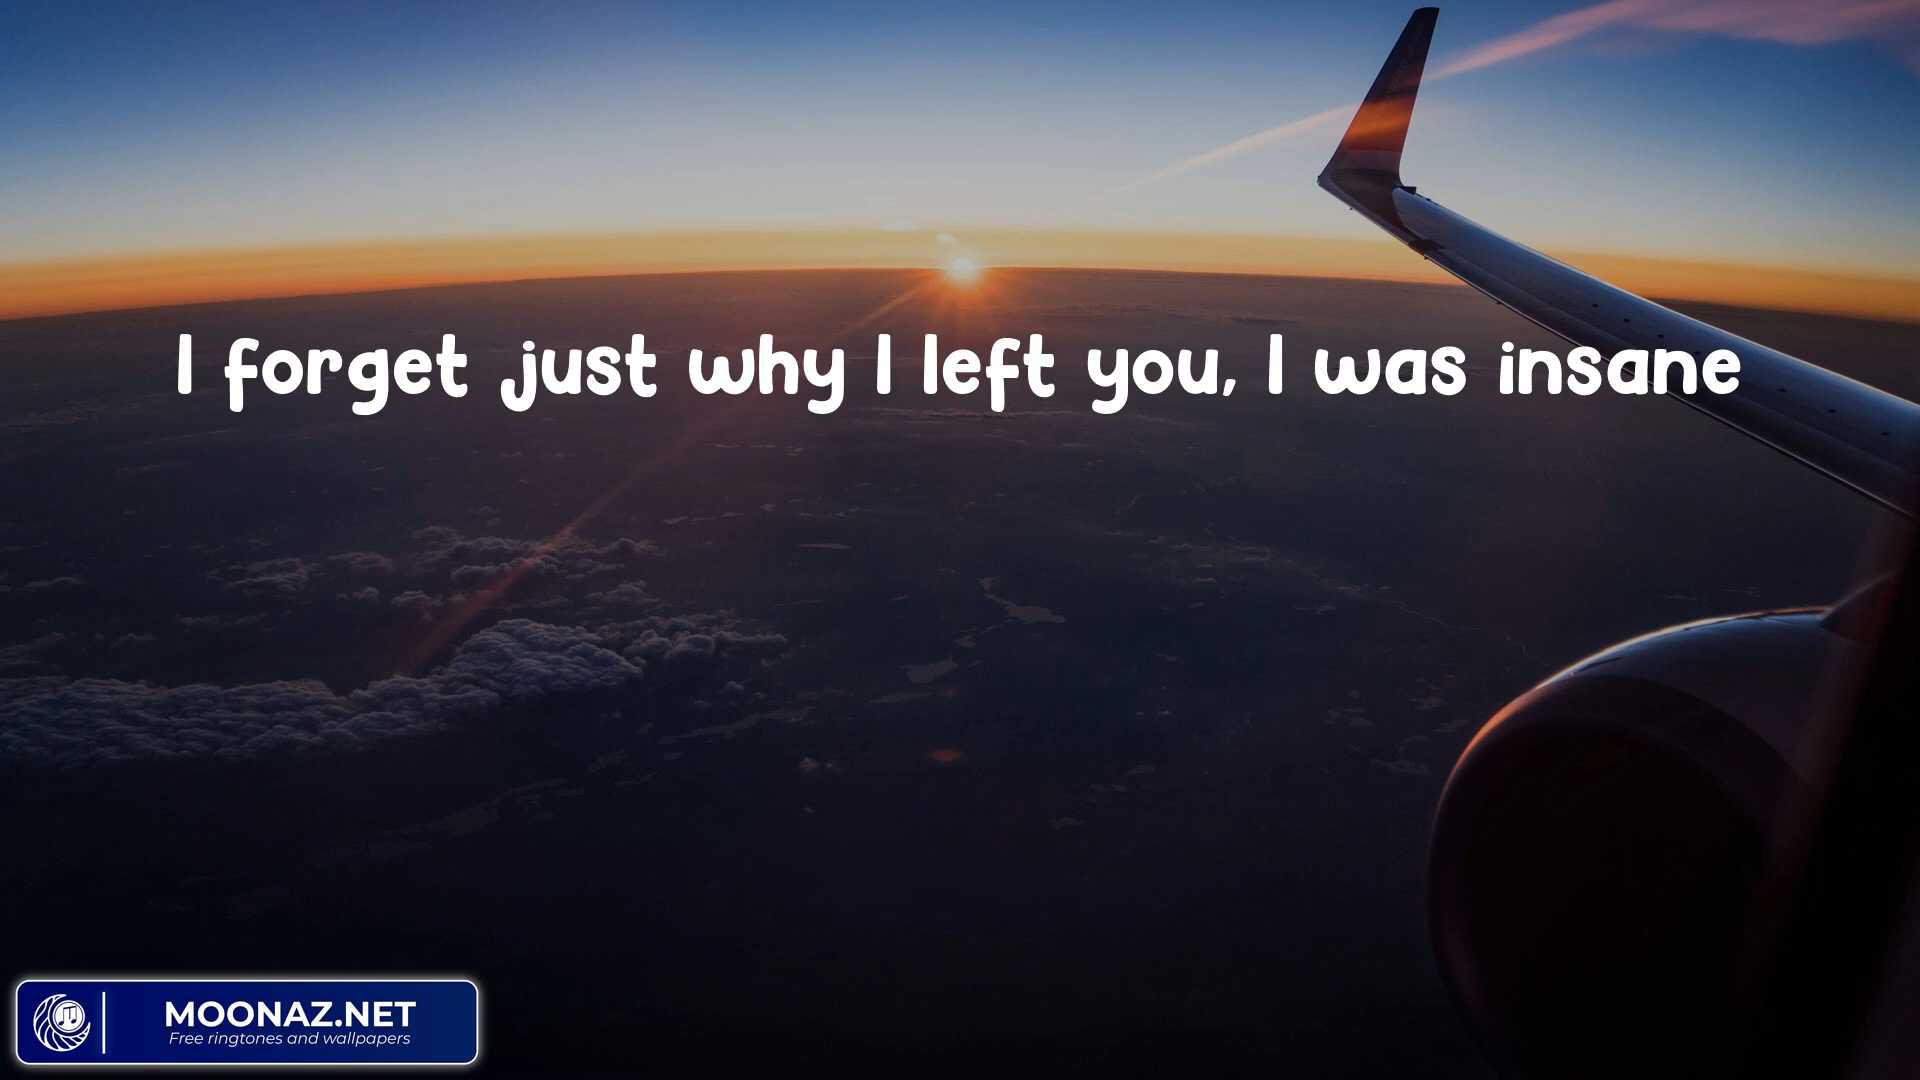 I forget just why I left you, I was insane
MOONAZ.NET
Free ringtones and wallpapers